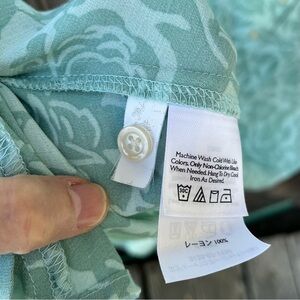 Machine Wash Cold With Like
Colors. Only Non-Chlorine Bleach
When Needed. Hang To Dry. Cool
Iron As Desired.
30C
レーヨン 100%